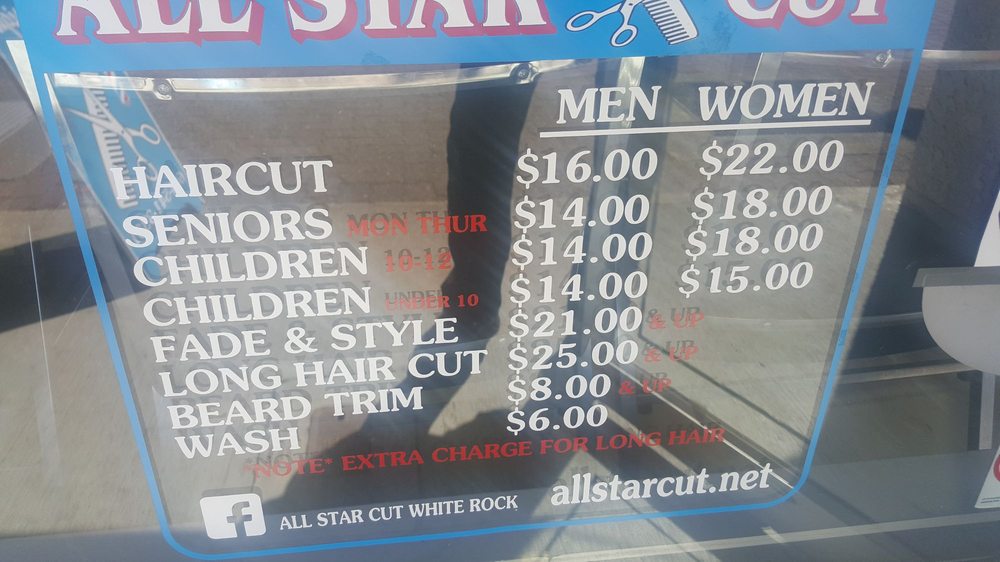 ALL STAR CUT
MEN WOMEN
HAIRCUT $16.00 $22.00
SENIORS MON THUR $14.00 $18.00
CHILDREN 10-12 $14.00 $18.00
CHILDREN UNDER 10 $14.00 $15.00
FADE & STYLE $21.00 & UP
LONG HAIR CUT $25.00 & UP
BEARD TRIM $8.00 & UP
WASH $6.00
*NOTE* EXTRA CHARGE FOR LONG HAIR
f ALL STAR CUT WHITE ROCK allstarcut.net